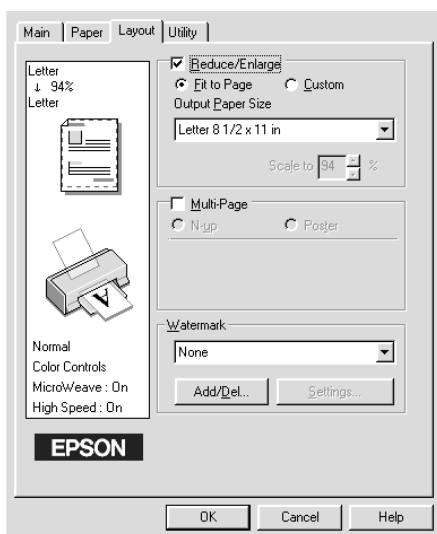 Main Paper Layout Utility
Letter
↓ 94%
Letter
Normal
Color Controls
MicroWeave : On
High Speed : On
EPSON
Reduce/Enlarge
Fit to Page Custom
Output Paper Size
Letter 8 1/2 x 11 in
Scale to 94 %
Multi-Page
N-up Poster
Watermark
None
Add/Del... Settings...
OK Cancel Help